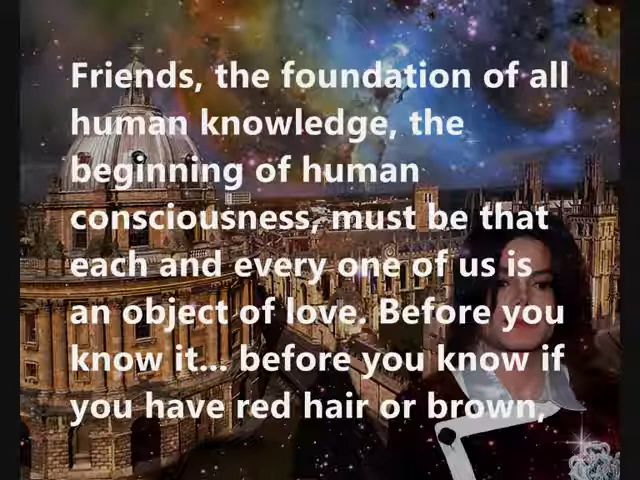 Friends, the foundation of all
human knowledge, the
beginning of human
consciousness, must be that
each and every one of us is
an object of love. Before you
know it... before you know if
you have red hair or brown,